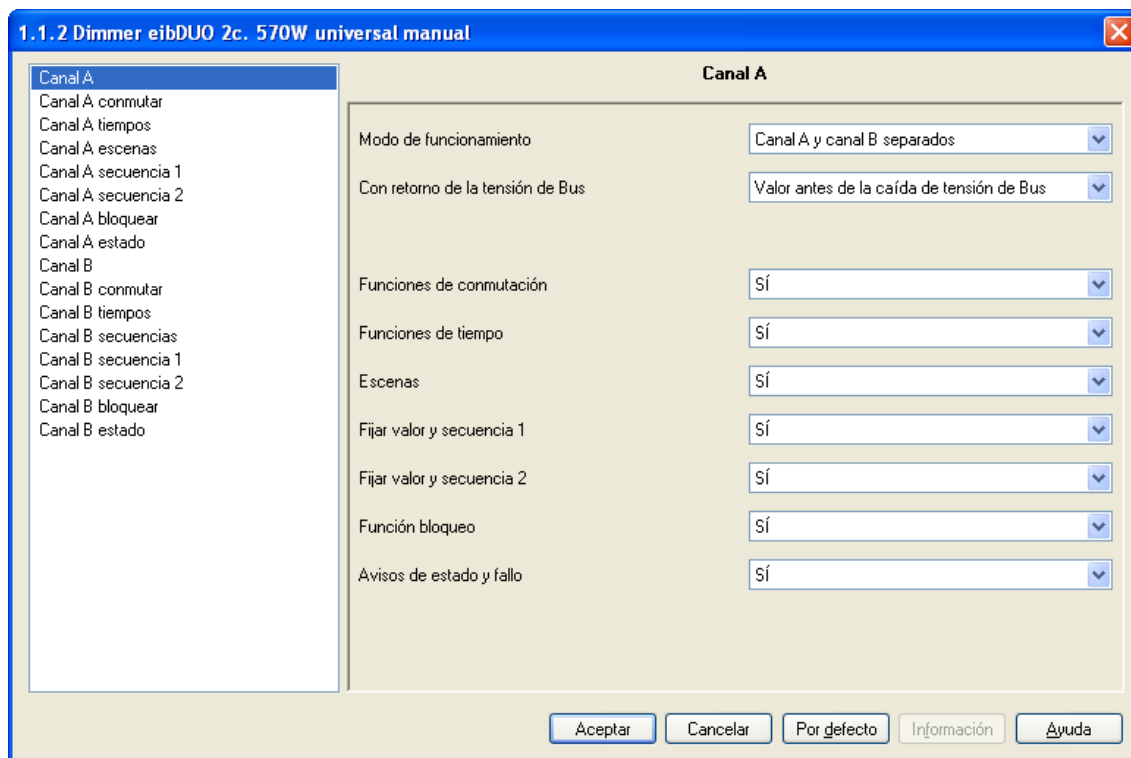 1.1.2 Dimmer eibDUO 2c. 570W universal manual
Canal A
Canal A conmutar
Canal A tiempos
Canal A escenas
Canal A secuencia 1
Canal A secuencia 2
Canal A bloquear
Canal A estado
Canal B
Canal B conmutar
Canal B tiempos
Canal B secuencias
Canal B secuencia 1
Canal B secuencia 2
Canal B bloquear
Canal B estado
Canal A
Modo de funcionamiento Canal A y canal B separados
Con retorno de la tensión de Bus Valor antes de la caída de tensión de Bus
Funciones de conmutación SÍ
Funciones de tiempo SÍ
Escenas SÍ
Fijar valor y secuencia 1 SÍ
Fijar valor y secuencia 2 SÍ
Función bloqueo SÍ
Avisos de estado y fallo SÍ
Aceptar Cancelar Por defecto Información Ayuda